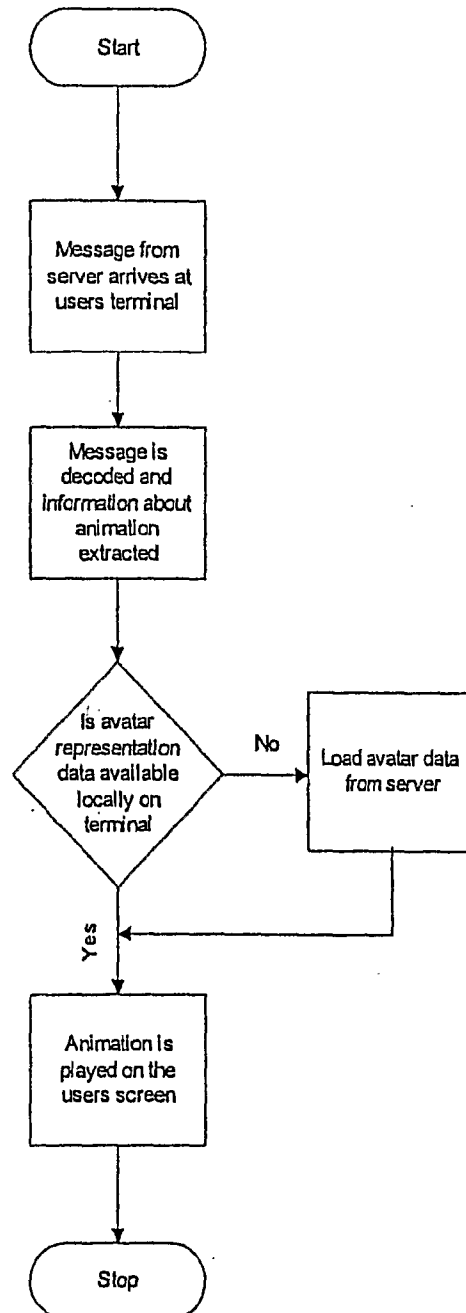 Start
Message from
server arrives at
users terminal
Message is
decoded and
information about
animation
extracted
Is avatar
representation
data available
locally on
terminal
No
Load avatar data
from server
Yes
Animation is
played on the
users screen
Stop